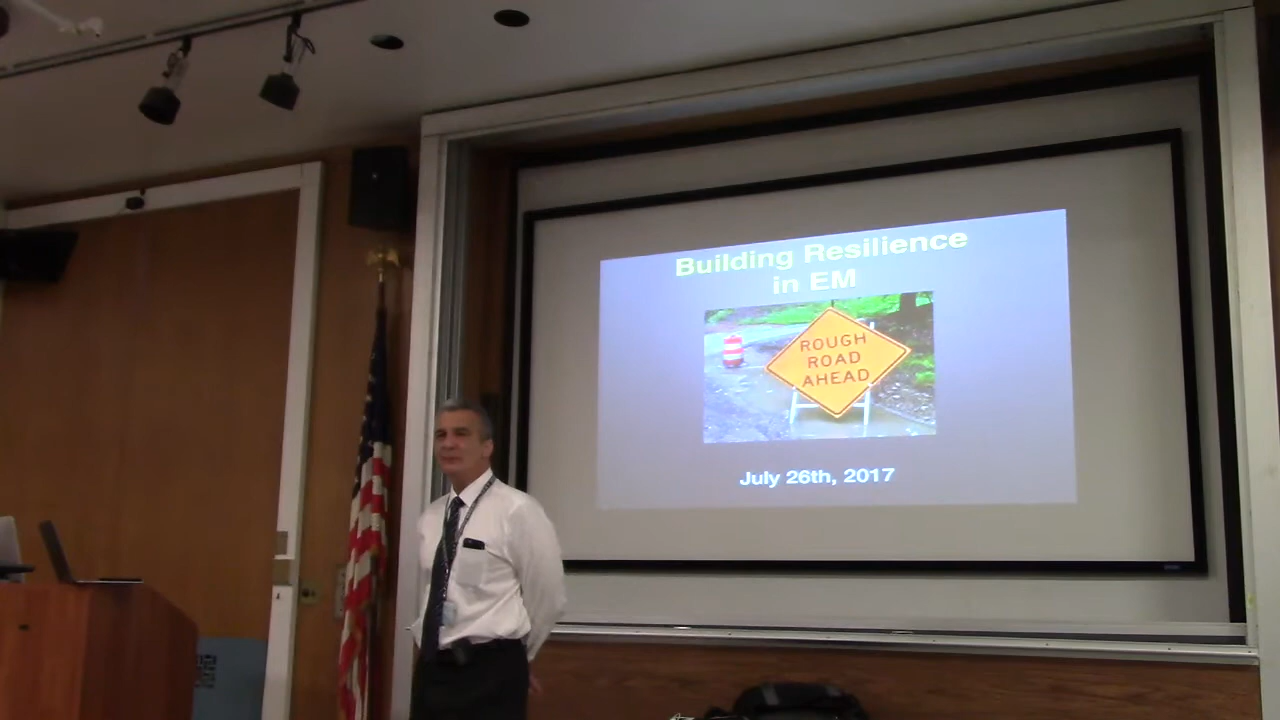 Building Resilience
in EM
ROUGH
ROAD
AHEAD
July 26th, 2017